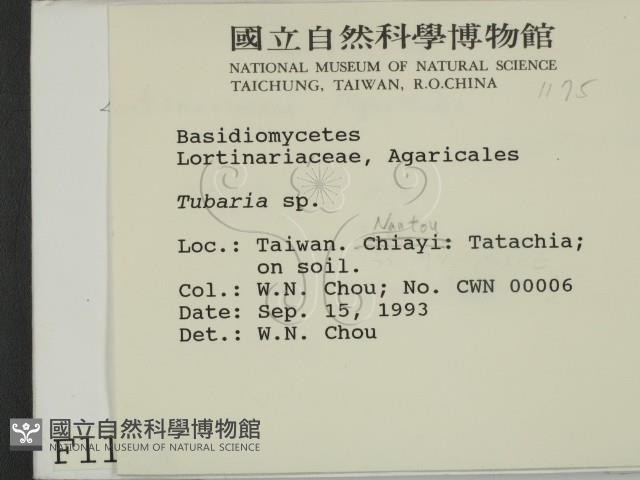 國立自然科學博物館
NATIONAL MUSEUM OF NATURAL SCIENCE
TAICHUNG, TAIWAN, R.O.CHINA
1175
Basidiomycetes
Lortinariaceae, Agaricales
Tubaria sp.
Nantou
Loc.: Taiwan. Chiayi: Tatachia;
on soil.
Col.: W.N. Chou; No. CWN 00006
Date: Sep. 15, 1993
Det.: W.N. Chou
國立自然科學博物館
NATIONAL MUSEUM OF NATURAL SCIENCE
F11